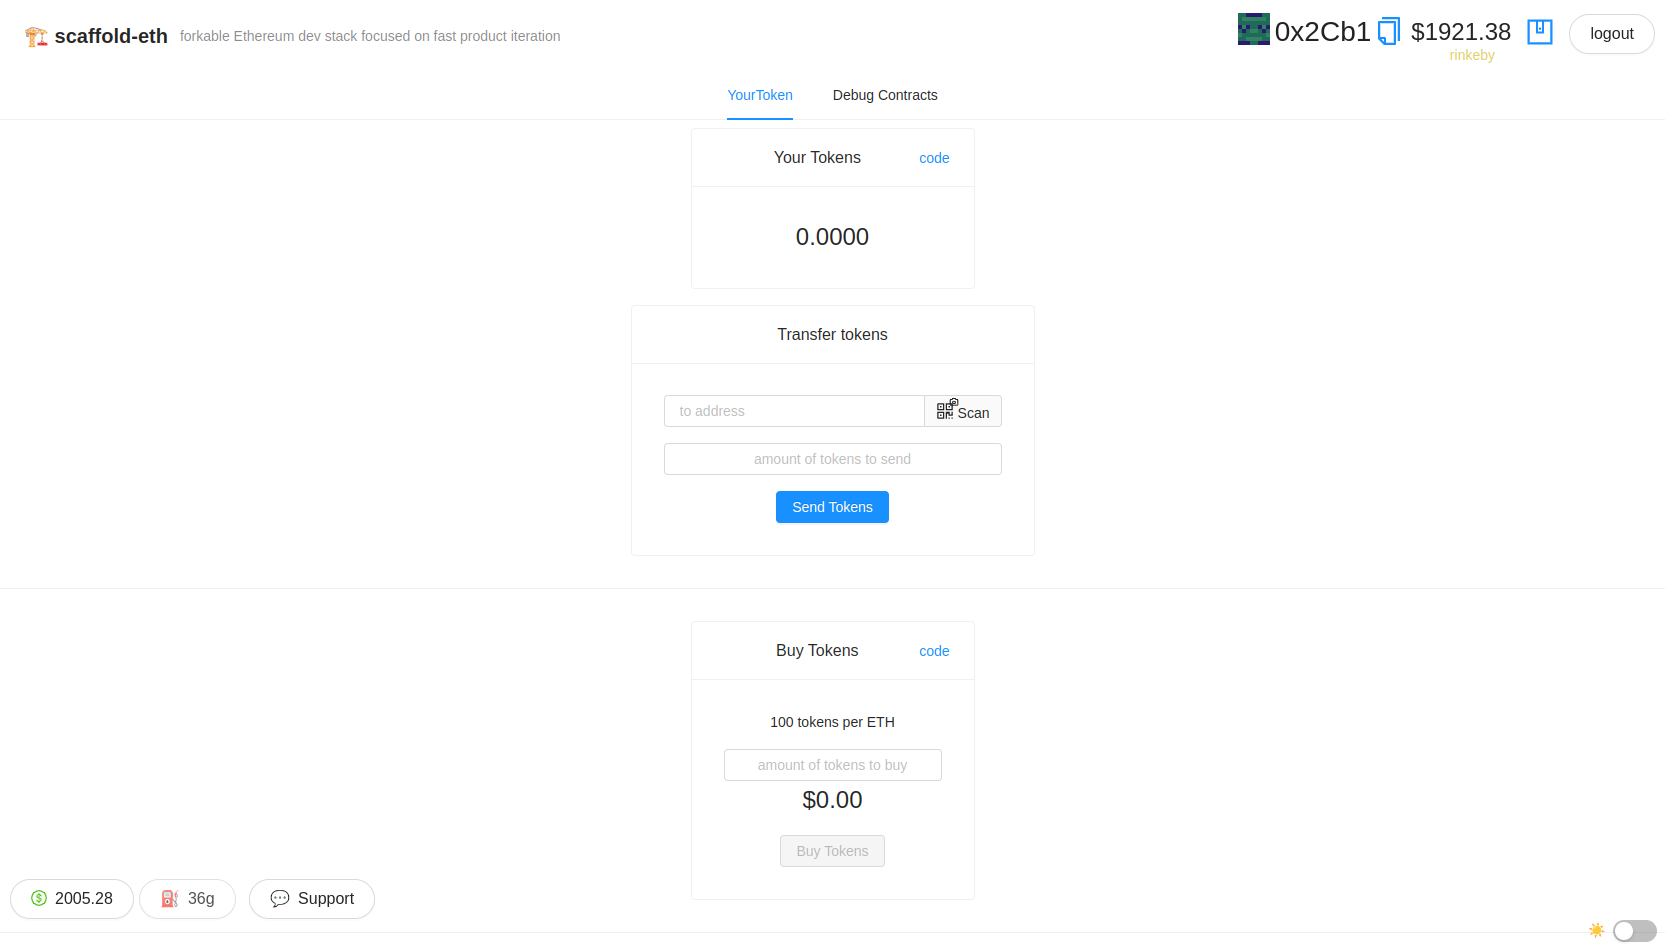 scaffold-eth forkable Ethereum dev stack focused on fast product iteration
0x2Cb1 $1921.38 logout
rinkeby
YourToken Debug Contracts
Your Tokens code
0.0000
Transfer tokens
to address Scan
amount of tokens to send
Send Tokens
Buy Tokens code
100 tokens per ETH
amount of tokens to buy
$0.00
Buy Tokens
2005.28 36g Support